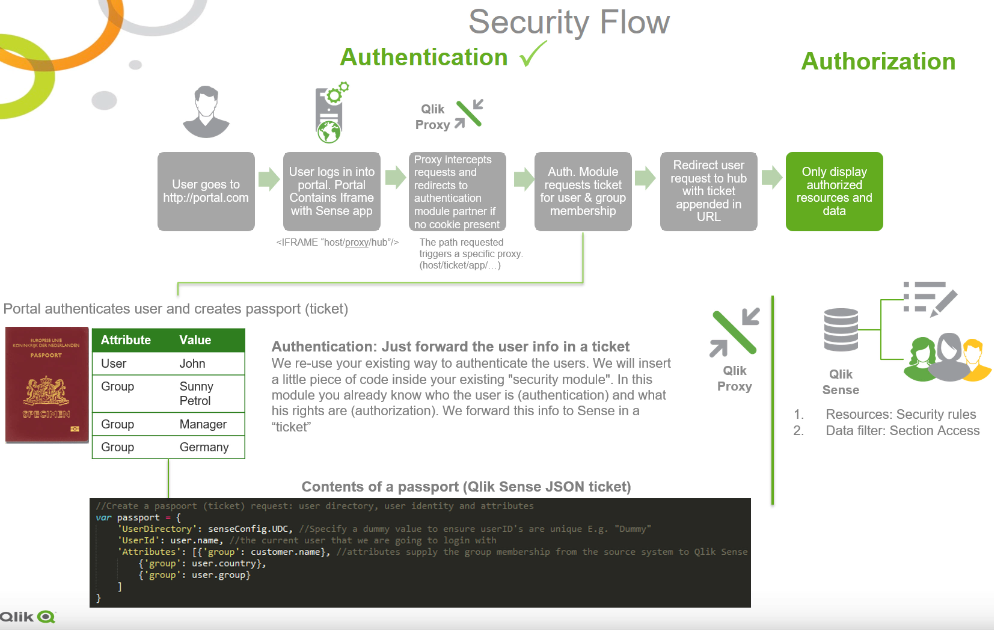 Security Flow
Authentication
Authorization
Qlik
Proxy
User goes to
http://portal.com
User logs in into
portal. Portal
Contains Iframe
with Sense app
Proxy Intercepts
requests and
redirects to
authentication
module partner if
no cookie present
Auth. Module
requests ticket
for user & group
membership
Redirect user
request to hub
with ticket
appended in
URL
Only display
authorized
resources and
data
<IFRAME "host/proxy/hub"/>
The path requested
triggers a specific proxy.
(host/ticket/app/…)
Portal authenticates user and creates passport (ticket)
EUROPESE UNIE
KONINKRIJK DER NEDERLANDEN
PASPOORT
SPECIMEN
Attribute Value
User John
Group Sunny
Petrol
Group Manager
Group Germany
Authentication: Just forward the user info in a ticket
We re-use your existing way to authenticate the users. We will insert
a little piece of code inside your existing "security module". In this
module you already know who the user is (authentication) and what
his rights are (authorization). We forward this info to Sense in a
“ticket”
Qlik
Proxy
Qlik
Sense
1. Resources: Security rules
2. Data filter: Section Access
Contents of a passport (Qlik Sense JSON ticket)
//Create a paspoort (ticket) request: user directory, user identity and attributes
var passport = {
'UserDirectory': senseConfig.UDC, //Specify a dummy value to ensure userID's are unique E.g. "Dummy"
'UserId': user.name, //the current user that we are going to login with
'Attributes': [{'group': customer.name}, //attributes supply the group membership from the source system to Qlik Sense
{'group': user.country},
{'group': user.group}
]
}
Qlik